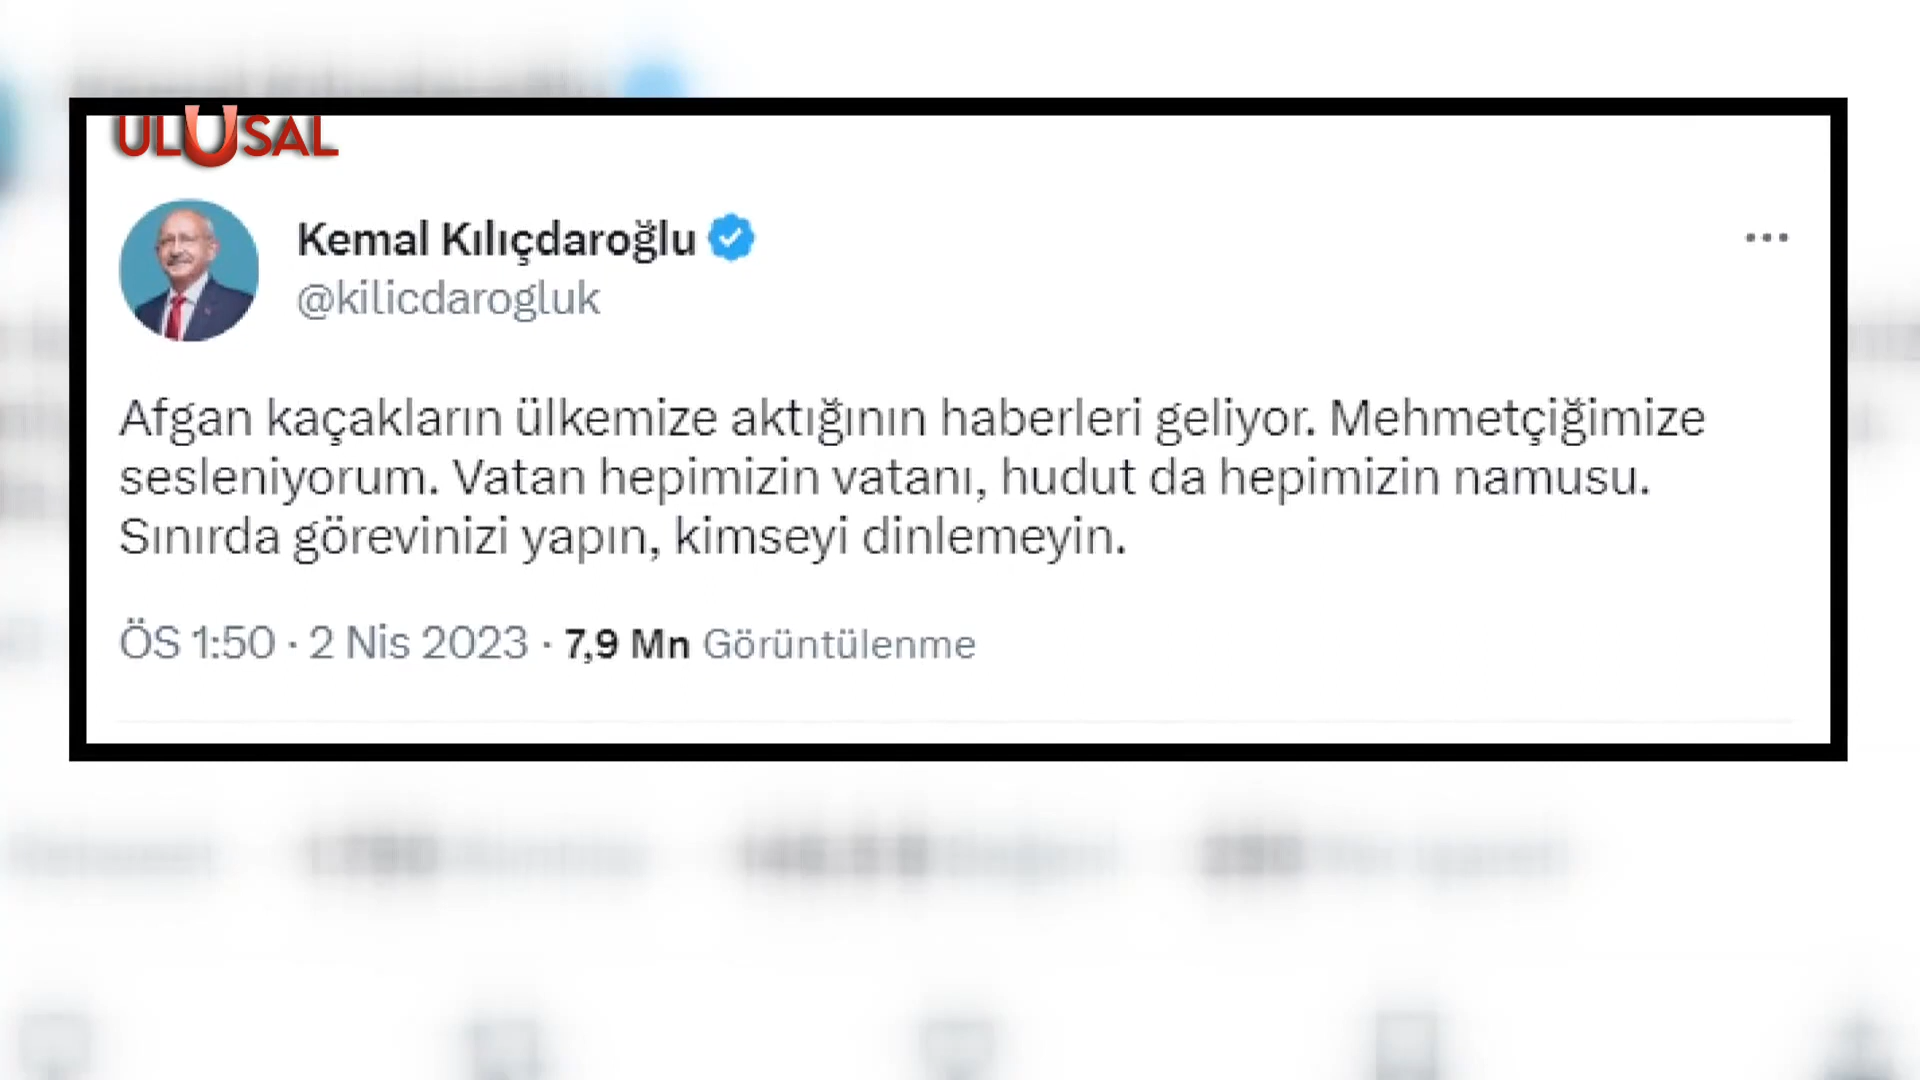 ULUSAL
Kemal Kılıçdaroğlu
@kilicdarogluk
Afgan kaçakların ülkemize aktığının haberleri geliyor. Mehmetçiğimize
sesleniyorum. Vatan hepimizin vatanı, hudut da hepimizin namusu.
Sınırda görevinizi yapın, kimseyi dinlemeyin.
ÖS 1:50 · 2 Nis 2023 · 7,9 Mn Görüntülenme